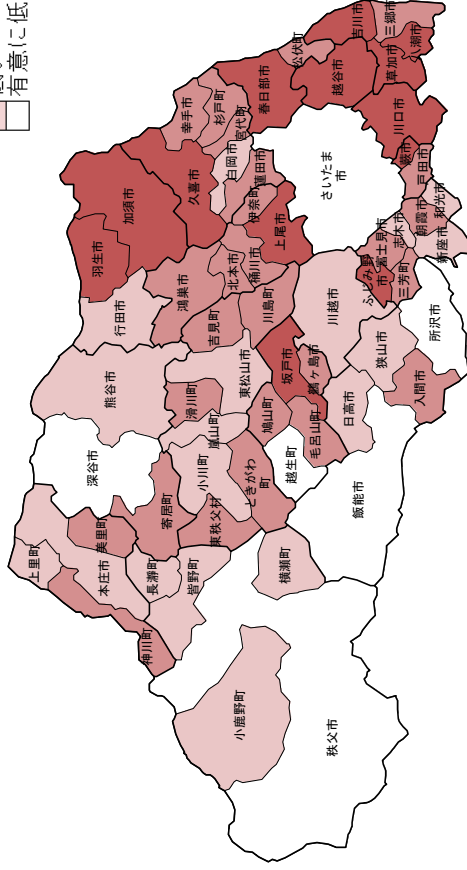 有意に低
上里町
神川町
本庄市
美里町
深谷市
熊谷市
行田市
羽生市
加須市
長瀞町
皆野町
寄居町
小鹿野町
秩父市
横瀬町
東秩父村
小川町
嵐山町
滑川町
東松山市
吉見町
鴻巣市
北本市
桶川市
久喜市
幸手市
杉戸町
宮代町
白岡市
蓮田市
伊奈町
上尾市
春日部市
松伏町
ときがわ
町
鳩山町
川島町
越生町
毛呂山町
坂戸市
鶴ヶ島市
川越市
さいたま
市
越谷市
吉川市
三郷市
八潮市
草加市
川口市
蕨市
戸田市
飯能市
日高市
狭山市
入間市
所沢市
ふじみ野
市
富士見市
三芳町
志木市
朝霞市
和光市
新座市